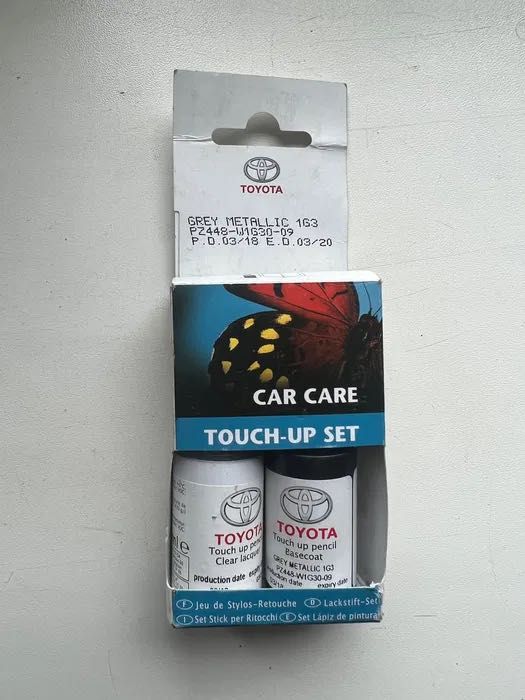 TOYOTA
GREY METALLIC 1G3
PZ448-W1G30-09
P.D.03/18 E.D.03/20
CAR CARE
TOUCH-UP SET
TOYOTA
Touch up pencil
Clear lacquer
production date
TOYOTA
Touch up pencil
Basecoat
GREY METALLIC 1G3
PZ448-W1G30-09
expiry date
F Jeu de Stylos-Retouche D Lackstift-Set
I Set Stick per Ritocchi E Set Lápiz de pintura